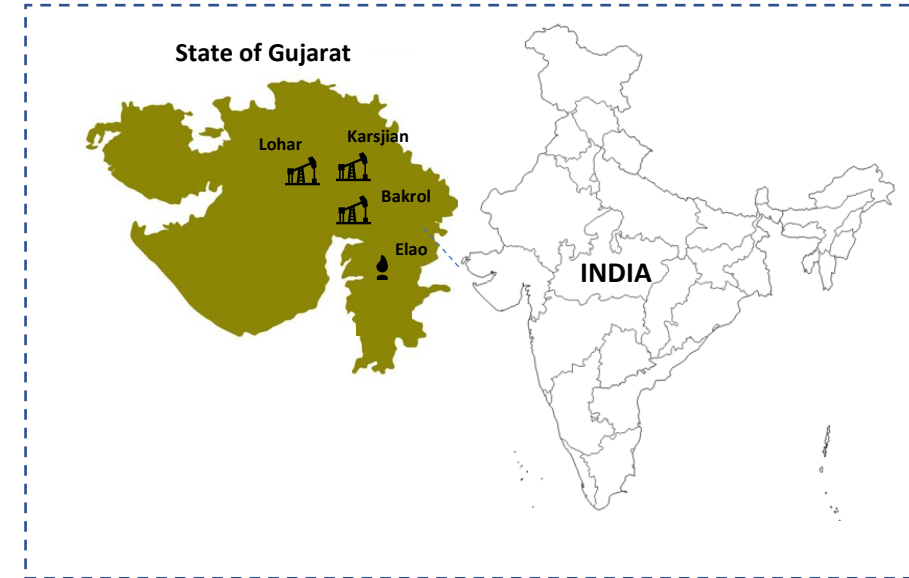 State of Gujarat
Lohar
Karsjian
Bakrol
Elao
INDIA